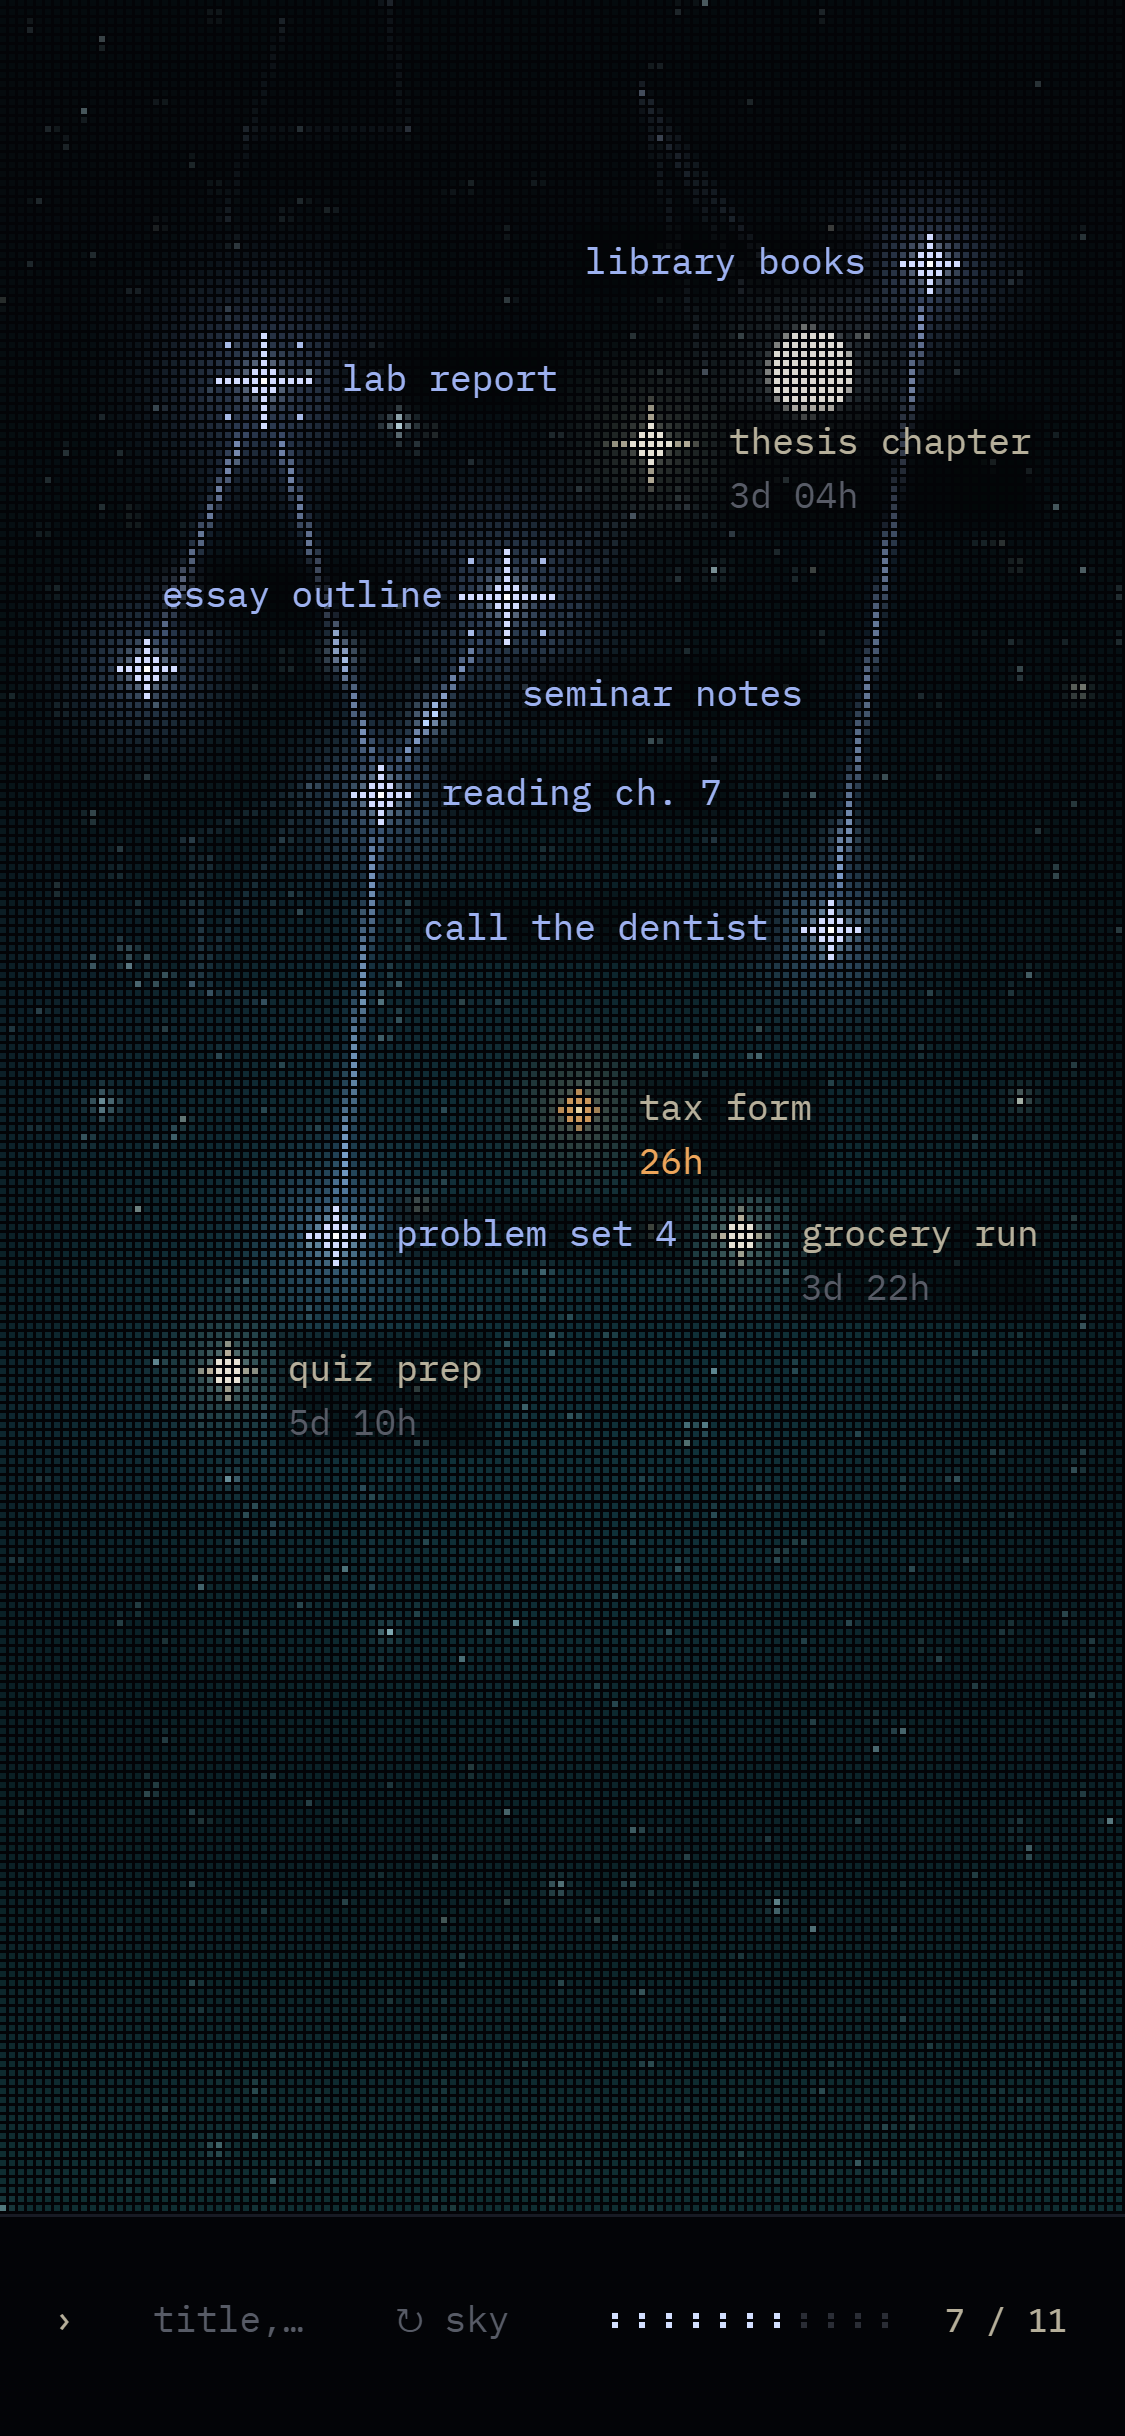 library books
lab report
thesis chapter
3d 04h
essay outline
seminar notes
reading ch. 7
call the dentist
tax form
26h
problem set 4
grocery run
3d 22h
quiz prep
5d 10h
› title,… ↻ sky 7 / 11